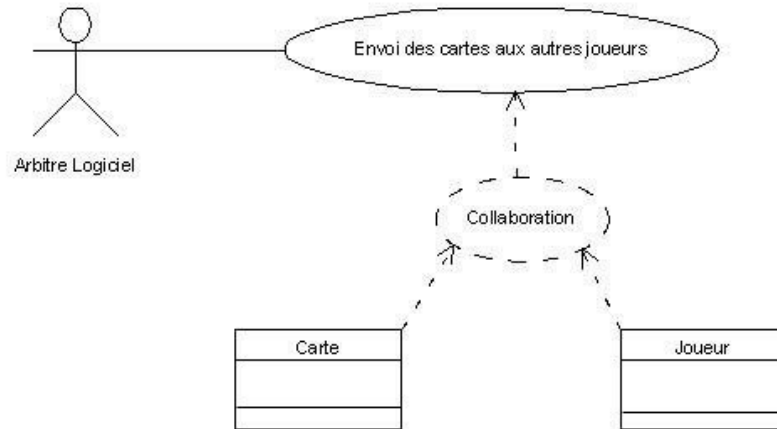 Envoi des cartes aux autres joueurs
Arbitre Logiciel
Collaboration
Carte
Joueur